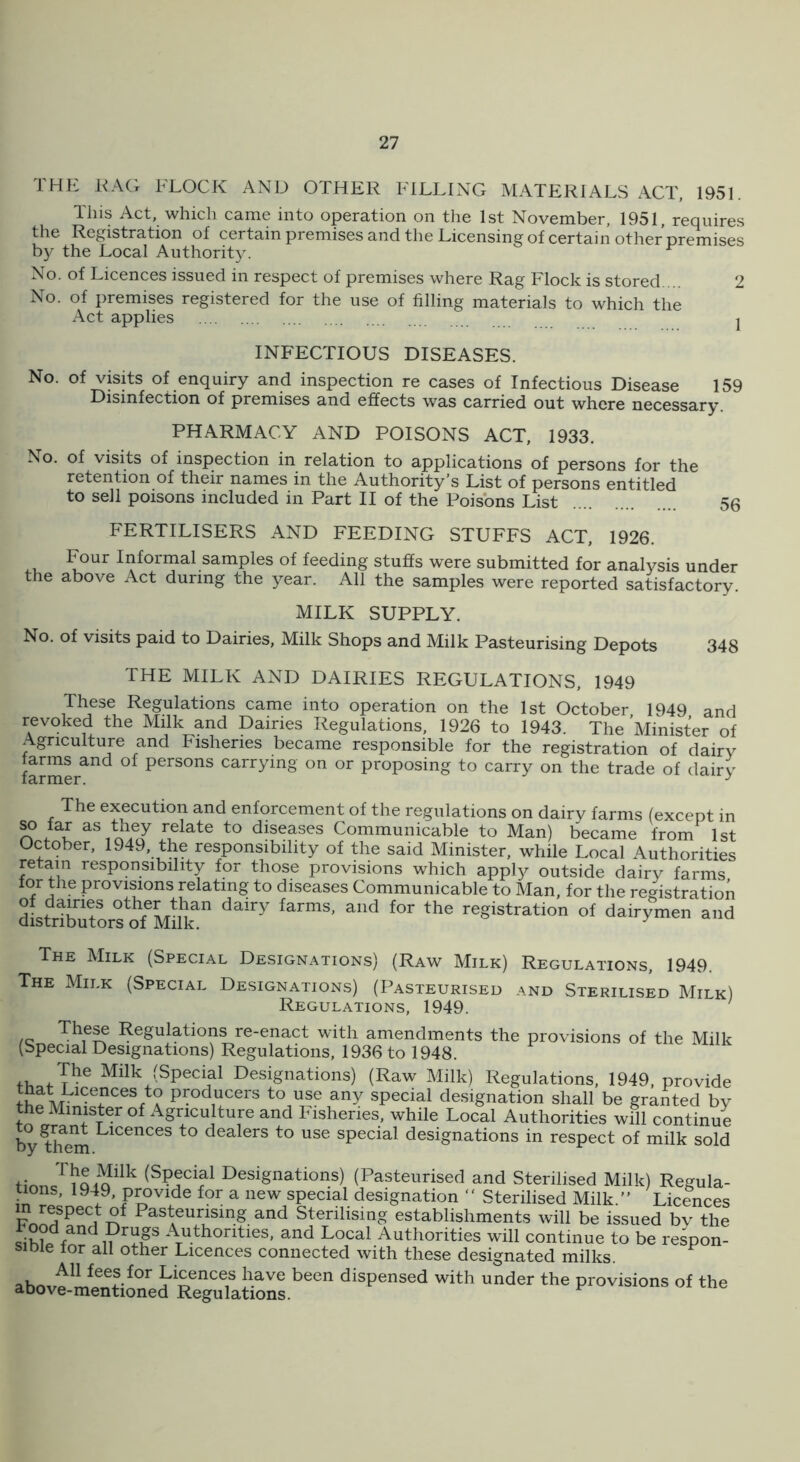 27
THE RAG FLOCK AND OTHER FILLING MATERIALS ACT, 1951.
This Act, which came into operation on the 1st November, 1951, requires
the Registration of certain premises and the Licensing of certain other premises
by the Local Authority.
No. of Licences issued in respect of premises where Rag Flock is stored .... 2
No. of premises registered for the use of filling materials to which the
Act applies .... .... .... .... .... .... .... .... .... .... .... 1
INFECTIOUS DISEASES.
No. of visits of enquiry and inspection re cases of Infectious Disease 159
Disinfection of premises and effects was carried out where necessary.
PHARMACY AND POISONS ACT, 1933.
No. of visits of inspection in relation to applications of persons for the
retention of their names in the Authority's List of persons entitled
to sell poisons included in Part II of the Poisons List .... .... .... 56
FERTILISERS AND FEEDING STUFFS ACT, 1926.
Four Informal samples of feeding stuffs were submitted for analysis under
the above Act during the year. All the samples were reported satisfactory.
MILK SUPPLY.
No. of visits paid to Dairies, Milk Shops and Milk Pasteurising Depots 348
THE MILK AND DAIRIES REGULATIONS, 1949
These Regulations came into operation on the 1st October, 1949, and
revoked the Milk and Dairies Regulations, 1926 to 1943. The Minister of
Agriculture and Fisheries became responsible for the registration of dairy
farms and of persons carrying on or proposing to carry on the trade of dairy
farmer.
The execution and enforcement of the regulations on dairy farms (except in
so far as they relate to diseases Communicable to Man) became from 1st
October, 1949, the responsibility of the said Minister, while Local Authorities
retain responsibility for those provisions which apply outside dairy farms,
for the provisions relating to diseases Communicable to Man, for the registration
of dairies other than dairy farms, and for the registration of dairymen and
distributors of Milk.
The Milk (Special Designations) (Raw Milk) Regulations, 1949.
The Milk (Special Designations) (Pasteurised and Sterilised Milk)
Regulations, 1949.
These Regulations re-enact with amendments the provisions of the Milk
(Special Designations) Regulations, 1936 to 1948.
The Milk (Special Designations) (Raw Milk) Regulations, 1949, provide
that Licences to producers to use any special designation shall be granted by
the Minister of Agriculture and Fisheries, while Local Authorities will continue
to grant Licences to dealers to use special designations in respect of milk sold
by them.
The Milk (Special Designations) (Pasteurised and Sterilised Milk) Regula-
tions, 1949, provide for a new special designation " Sterilised Milk." Licences
in respect of Pasteurising and Sterilising establishments will be issued by the
Food and Drugs Authorities, and Local Authorities will continue to be respon-
sible for all other Licences connected with these designated milks.
All fees for Licences have been dispensed with under the provisions of the
above-mentioned Regulations.